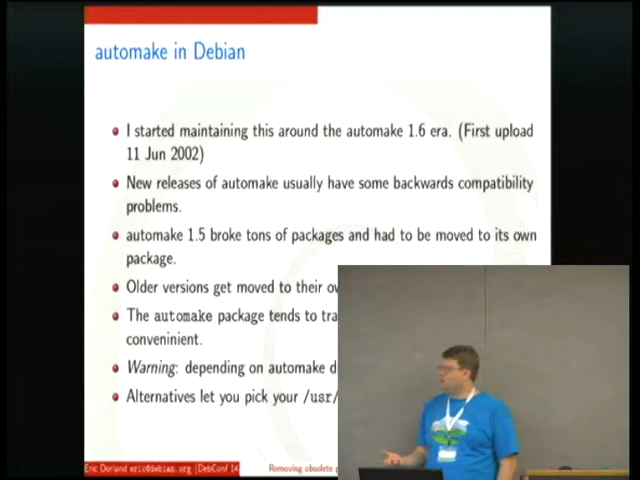 automake in Debian
I started maintaining this around the automake 1.6 era. (First upload
11 Jun 2002)
New releases of automake usually have some backwards compatibility
problems.
automake 1.5 broke tons of packages and had to be moved to its own
package.
Older versions get moved to their
The automake package tends to
conveninient.
Warning: depending on automake
Alternatives let you pick your /usr/
Eric Dorland eric@debian.org (DebConf 14
Removing obsolete